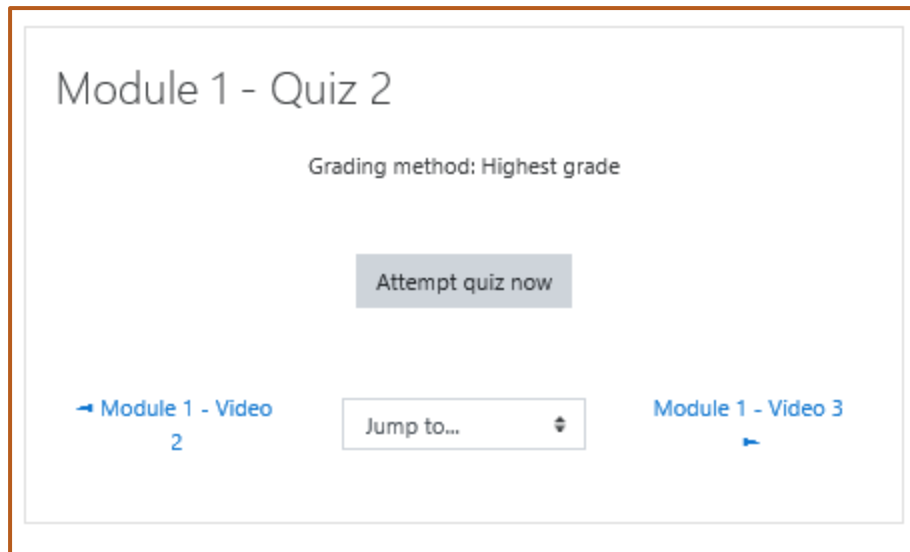 Module 1 - Quiz 2
Grading method: Highest grade
Attempt quiz now
◄ Module 1 - Video
2
Jump to...
Module 1 - Video 3
►